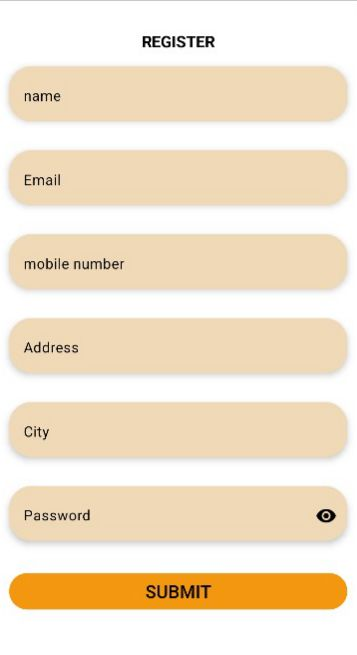 REGISTER
name
Email
mobile number
Address
City
Password
SUBMIT